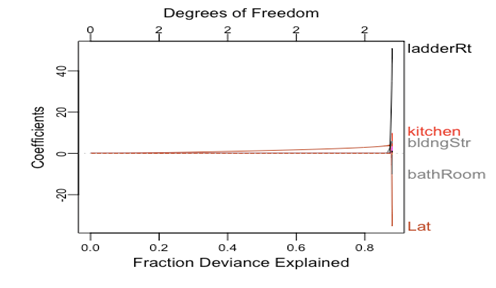 Degrees of Freedom
0 2 2 2 2
ladderRt
40
20
0
-20
Coefficients
kitchen
bldngStr
bathRoom
Lat
0.0 0.2 0.4 0.6 0.8
Fraction Deviance Explained